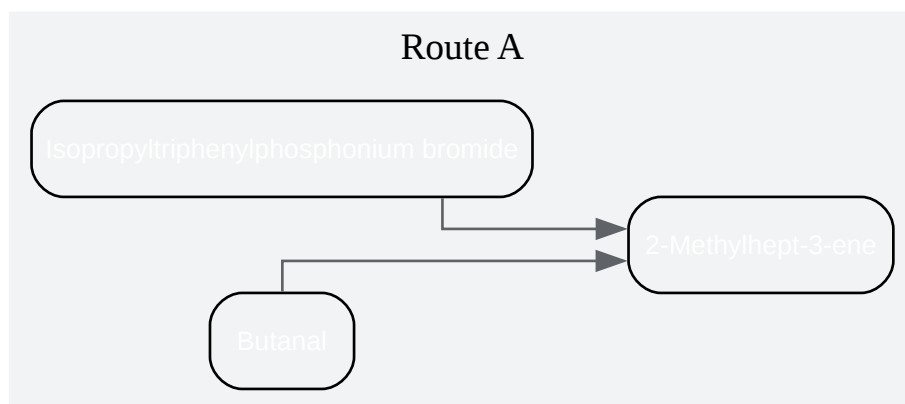 Route A
Isopropyltriphenylphosphonium bromide
2-Methylhept-3-ene
Butanal